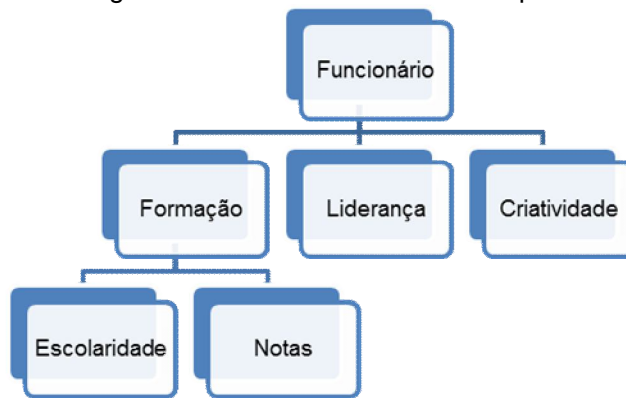 Funcionário
Formação
Liderança
Criatividade
Escolaridade
Notas